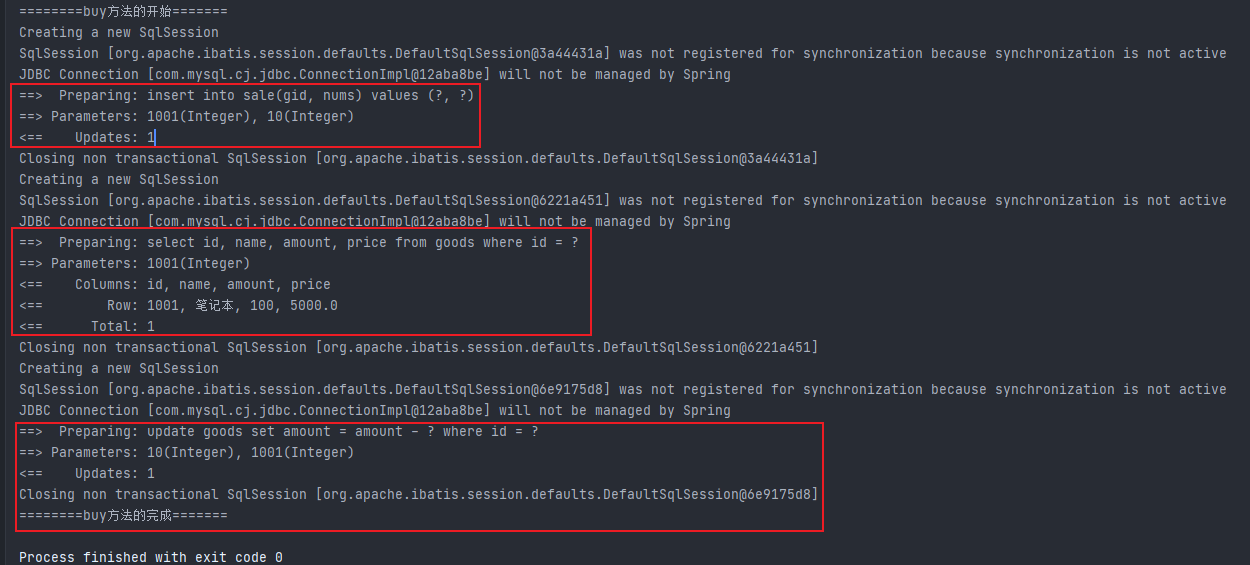 ========buy方法的开始=======
Creating a new SqlSession
SqlSession [org.apache.ibatis.session.defaults.DefaultSqlSession@3a44431a] was not registered for synchronization because synchronization is not active
JDBC Connection [com.mysql.cj.jdbc.ConnectionImpl@12aba8be] will not be managed by Spring
==>  Preparing: insert into sale(gid, nums) values (?, ?)
==> Parameters: 1001(Integer), 10(Integer)
<==    Updates: 1
Closing non transactional SqlSession [org.apache.ibatis.session.defaults.DefaultSqlSession@3a44431a]
Creating a new SqlSession
SqlSession [org.apache.ibatis.session.defaults.DefaultSqlSession@6221a451] was not registered for synchronization because synchronization is not active
JDBC Connection [com.mysql.cj.jdbc.ConnectionImpl@12aba8be] will not be managed by Spring
==>  Preparing: select id, name, amount, price from goods where id = ?
==> Parameters: 1001(Integer)
<==    Columns: id, name, amount, price
<==        Row: 1001, 笔记本, 100, 5000.0
<==      Total: 1
Closing non transactional SqlSession [org.apache.ibatis.session.defaults.DefaultSqlSession@6221a451]
Creating a new SqlSession
SqlSession [org.apache.ibatis.session.defaults.DefaultSqlSession@6e9175d8] was not registered for synchronization because synchronization is not active
JDBC Connection [com.mysql.cj.jdbc.ConnectionImpl@12aba8be] will not be managed by Spring
==>  Preparing: update goods set amount = amount - ? where id = ?
==> Parameters: 10(Integer), 1001(Integer)
<==    Updates: 1
Closing non transactional SqlSession [org.apache.ibatis.session.defaults.DefaultSqlSession@6e9175d8]
========buy方法的完成=======
Process finished with exit code 0